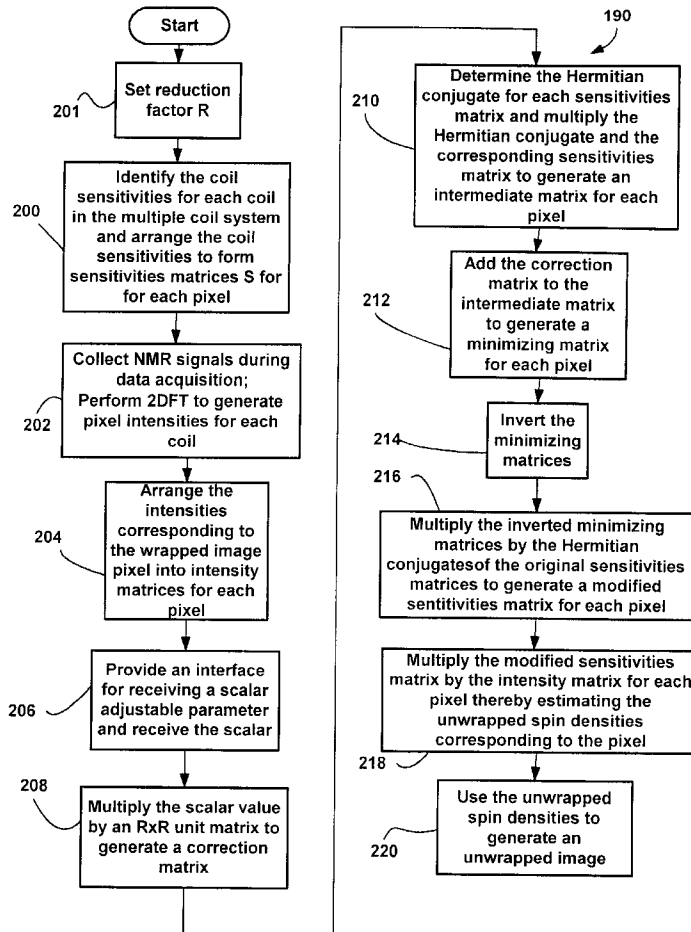 Start
201
Set reduction
factor R
200
Identify the coil
sensitivities for each coil
in the multiple coil system
and arrange the coil
sensitivities to form
sensitivities matrices S for
for each pixel
202
Collect NMR signals during
data acquisition;
Perform 2DFT to generate
pixel intensities for each
coil
204
Arrange the
intensities
corresponding to
the wrapped image
pixel into intensity
matrices for each
pixel
206
Provide an interface
for receiving a scalar
adjustable parameter
and receive the scalar
208
Multiply the scalar value
by an RxR unit matrix to
generate a correction
matrix
190
210
Determine the Hermitian
conjugate for each sensitivities
matrix and multiply the
Hermitian conjugate and the
corresponding sensitivities
matrix to generate an
intermediate matrix for each
pixel
212
Add the correction
matrix to the
intermediate matrix
to generate a
minimizing matrix
for each pixel
214
Invert the
minimizing
matrices
216
Multiply the inverted minimizing
matrices by the Hermitian
conjugatesof the original sensitivities
matrices to generate a modified
sentitivities matrix for each pixel
Multiply the modified sensitivities
matrix by the intensity matrix for each
pixel thereby estimating the
unwrapped spin densities
corresponding to the pixel
218
220
Use the unwrapped
spin densities to
generate an
unwrapped image